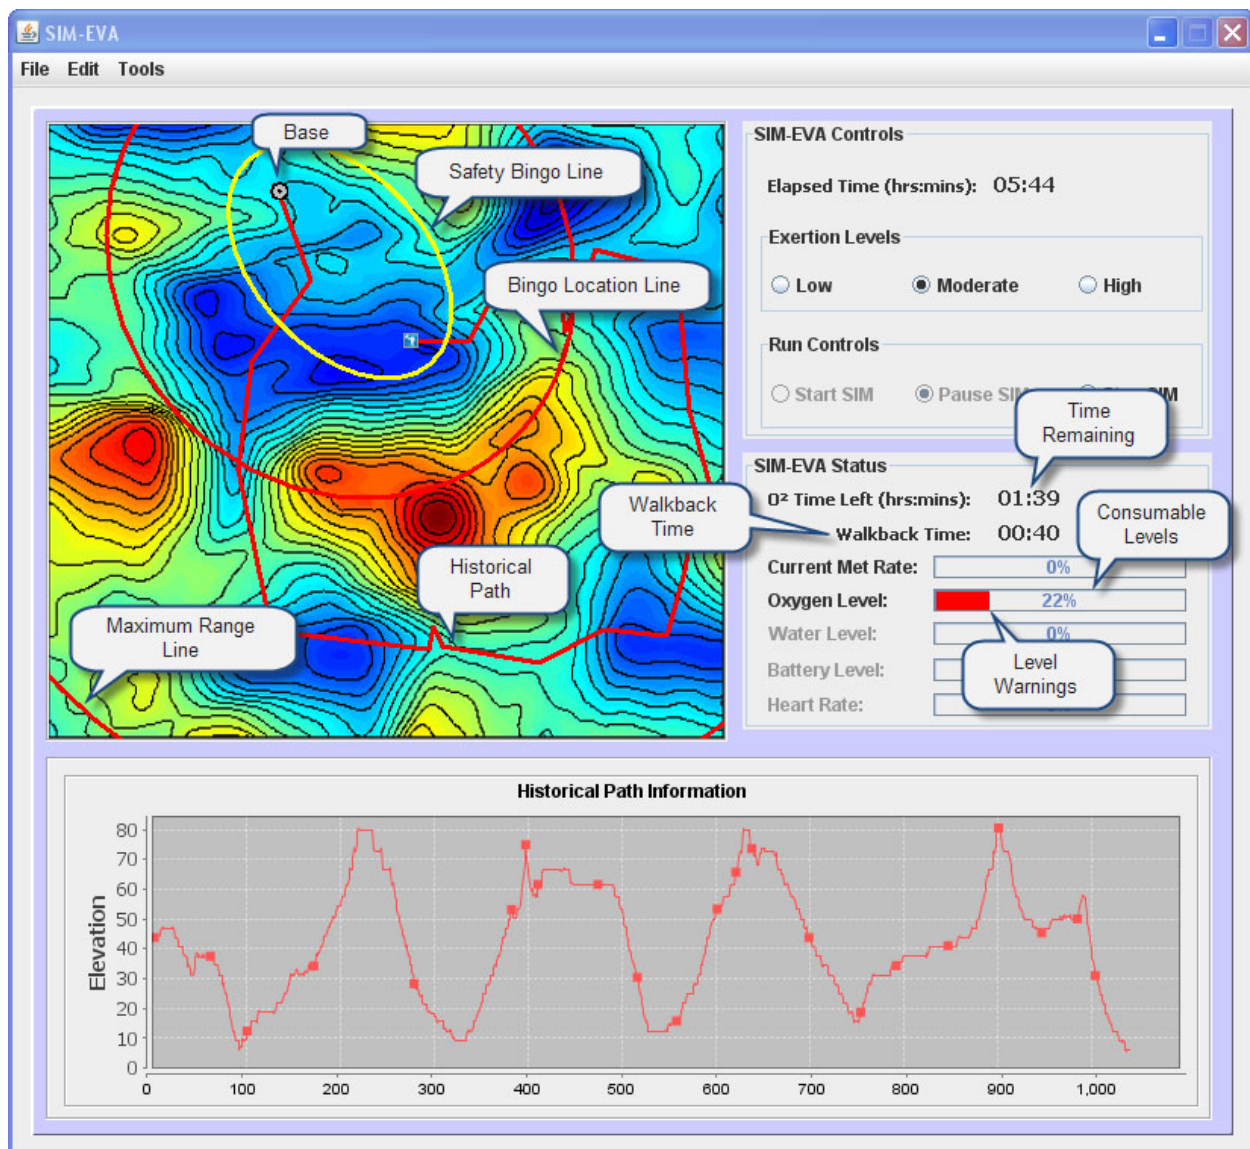 SIM-EVA
File Edit Tools
Base
Safety Bingo Line
Bingo Location Line
Historical
Path
Maximum Range
Line
SIM-EVA Controls
Elapsed Time (hrs:mins): 05:44
Exertion Levels
Low Moderate High
Run Controls
Start SIM Pause SIM
Time
Remaining
SIM-EVA Status
O² Time Left (hrs:mins): 01:39
Walkback
Time
Walkback Time: 00:40
Consumable
Levels
Current Met Rate: 0%
Oxygen Level: 22%
Water Level: 0%
Battery Level:
Level
Warnings
Heart Rate:
Historical Path Information
Elevation
80
70
60
50
40
30
20
10
0
0 100 200 300 400 500 600 700 800 900 1,000